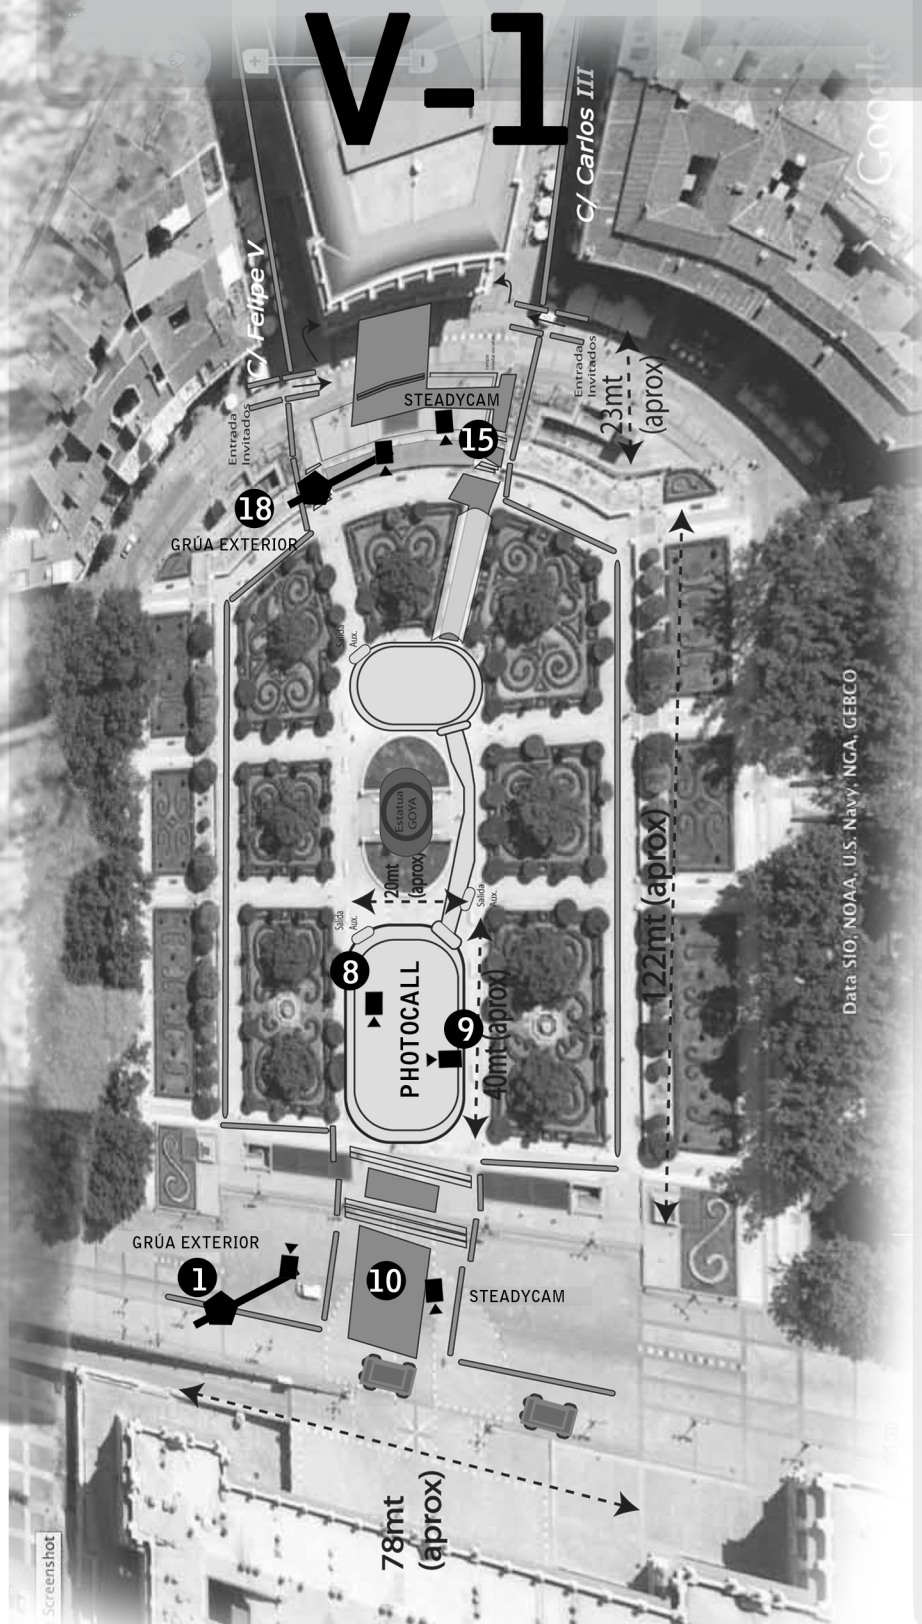 V-1
Google
C/ Carlos III
C/ Felipe V
Entrada
Invitados
23mt
(aprox)
STEADYCAM
15
Entrada
Invitados
18
GRÚA EXTERIOR
Salida
Aux.
Estatua
GOYA
20mt
(aprox)
Salida
Aux.
Salida
Aux.
8
PHOTOCALL
9
40mt (aprox)
122mt (aprox)
Data SIO, NOAA, U.S. Navy, NGA, GEBCO
GRÚA EXTERIOR
1
10
STEADYCAM
78mt
(aprox)
Screenshot